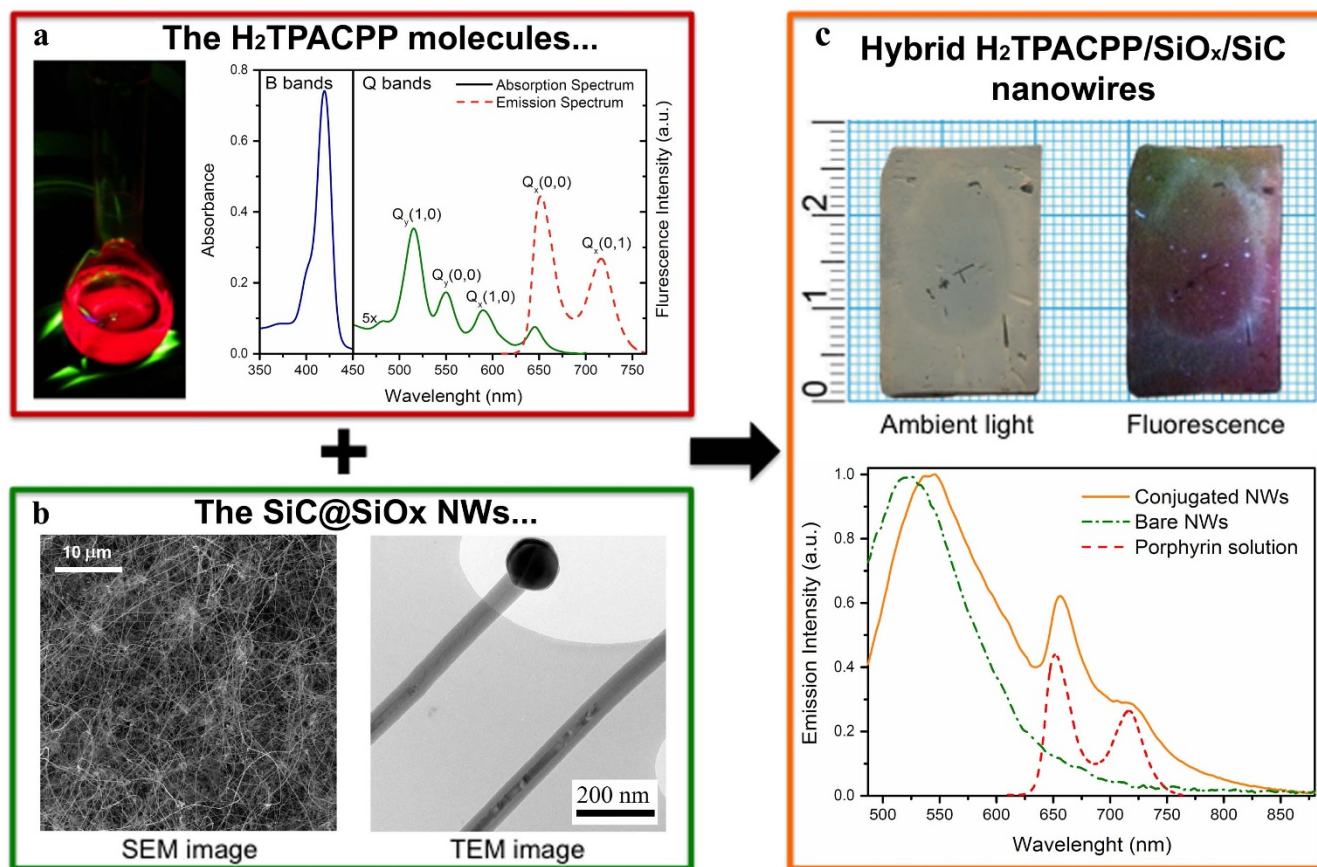 a
The H₂TPACPP molecules...
B bands
Q bands
Absorption Spectrum
Emission Spectrum
Q_y(1,0)
Q_y(0,0)
Q_x(1,0)
Q_x(0,0)
Q_x(0,1)
5x
0.8
0.6
0.4
0.2
0.0
Absorbance
Flurescence Intensity (a.u.)
350 400 450 500 550 600 650 700 750
Wavelenght (nm)
+
b
The SiC@SiOx NWs...
10 µm
SEM image
200 nm
TEM image
c
Hybrid H₂TPACPP/SiOₓ/SiC
nanowires
2
1
0
Ambient light
Fluorescence
Conjugated NWs
Bare NWs
Porphyrin solution
1.0
0.8
0.6
0.4
0.2
0.0
Emission Intensity (a.u.)
500 550 600 650 700 750 800 850
Wavelenght (nm)